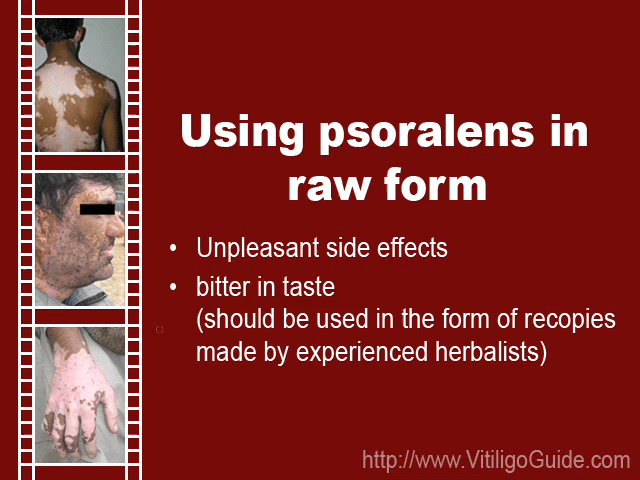 Using psoralens in
raw form
• Unpleasant side effects
• bitter in taste
(should be used in the form of recopies
made by experienced herbalists)
http://www.VitiligoGuide.com